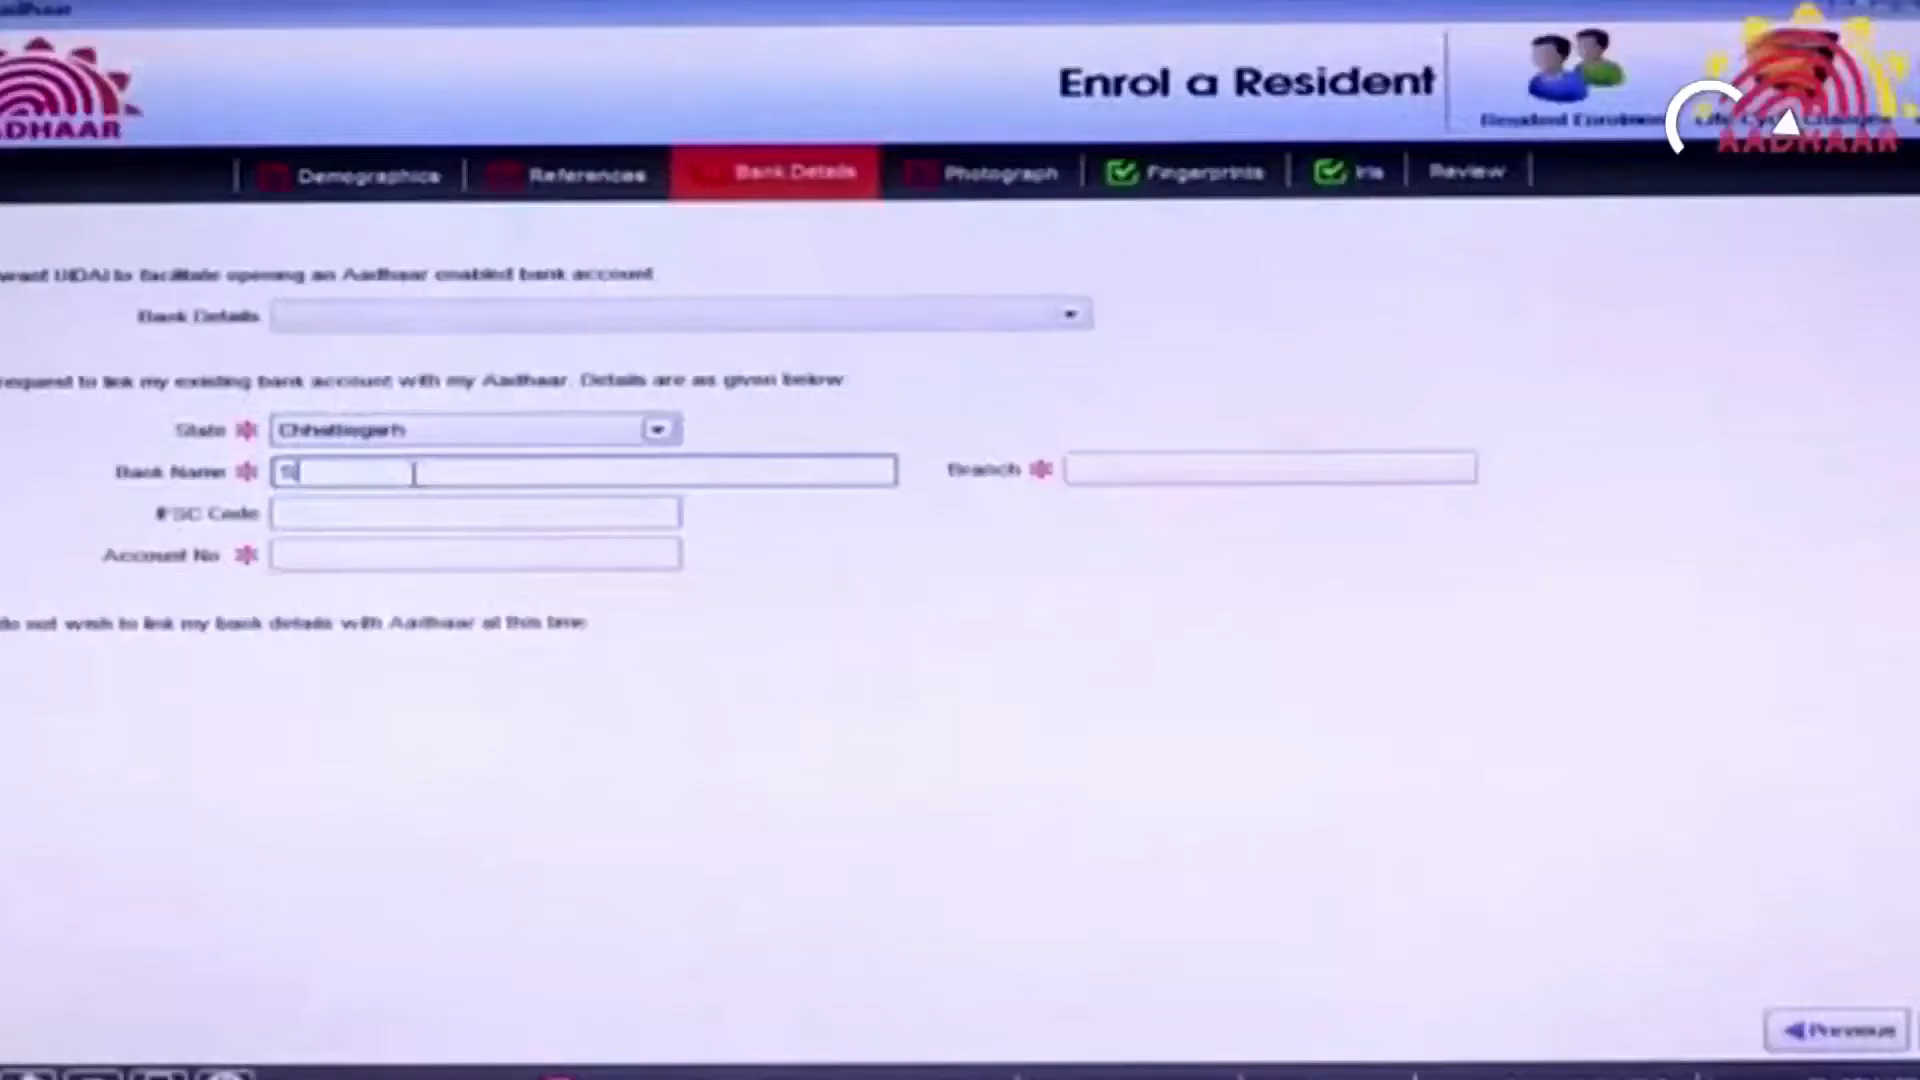 Enrol a Resident
Resident Enrolment
AADHAAR
Demographics
References
Bank Details
Photograph
Fingerprints
Iris
Review
want UIDAI to facilitate opening an Aadhaar enabled bank account
Bank Details
request to link my existing bank account with my Aadhaar. Details are as given below
State * Chhattisgarh
Bank Name * S
Branch *
IFSC Code
Account No *
do not wish to link my bank details with Aadhaar at this time
Previous